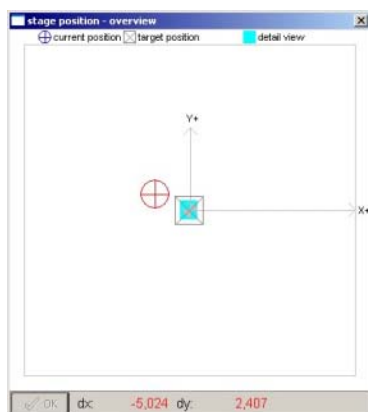 stage position - overview
current position target position detail view
Y+
X+
OK dx: -5,024 dy: 2,407